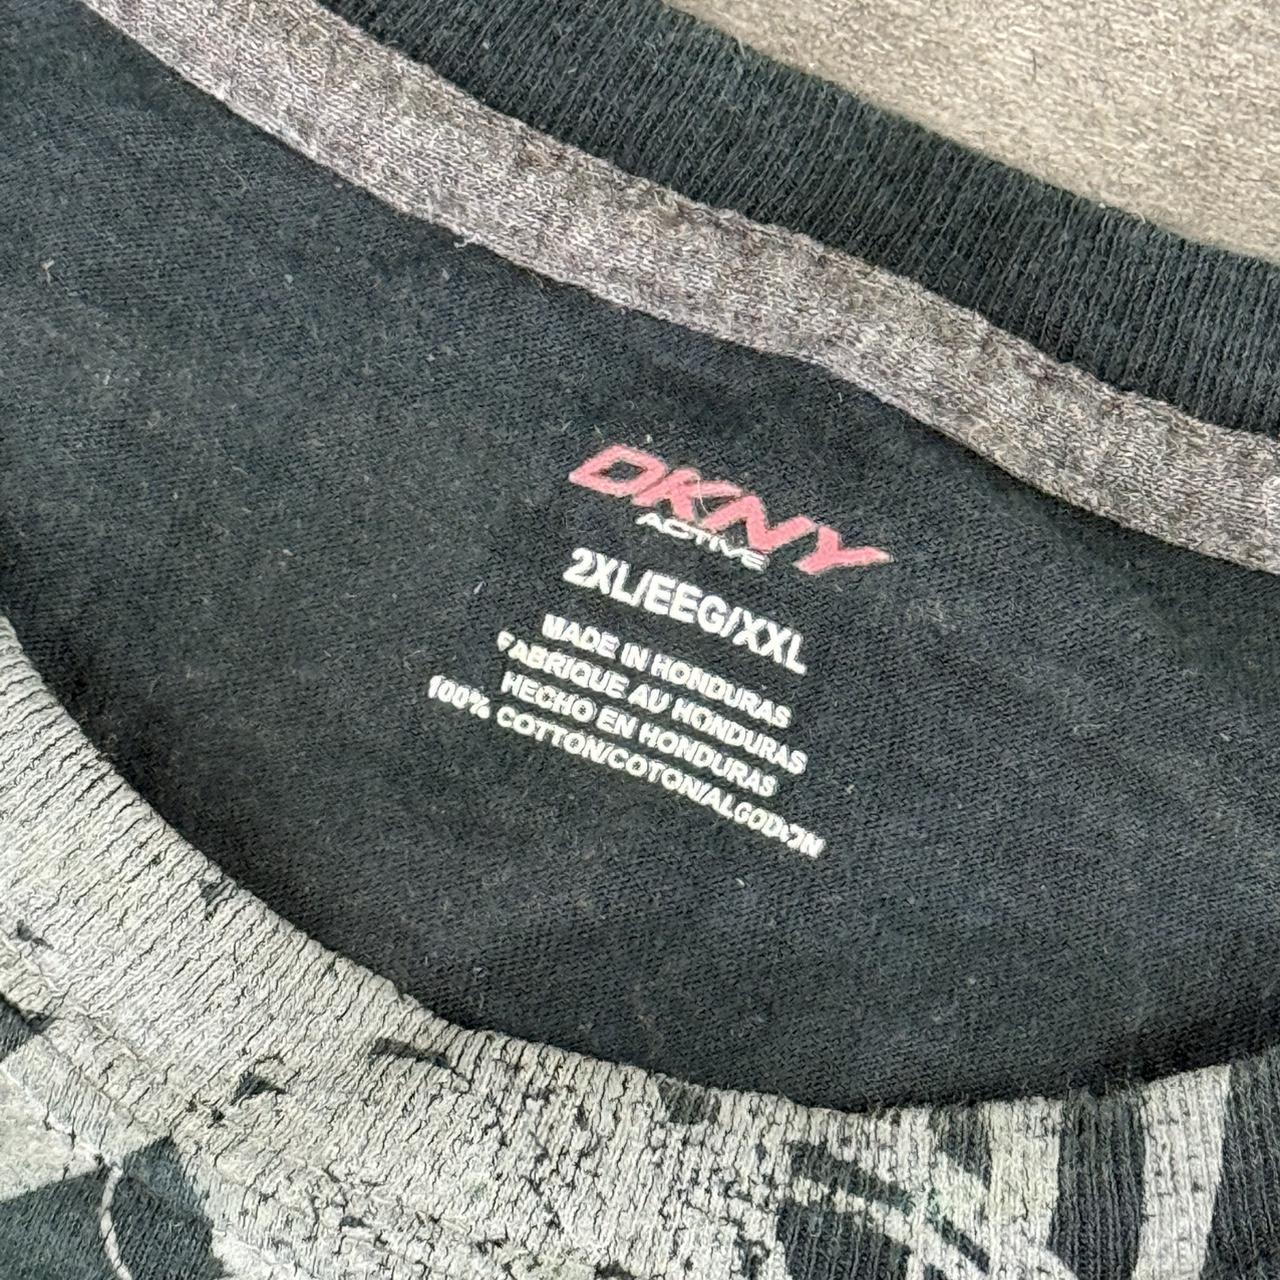 DKNY
ACTIVE
2XL/EEG/XXL
MADE IN HONDURAS
FABRIQUE AU HONDURAS
HECHO EN HONDURAS
100% COTTON/COTON/ALGODON